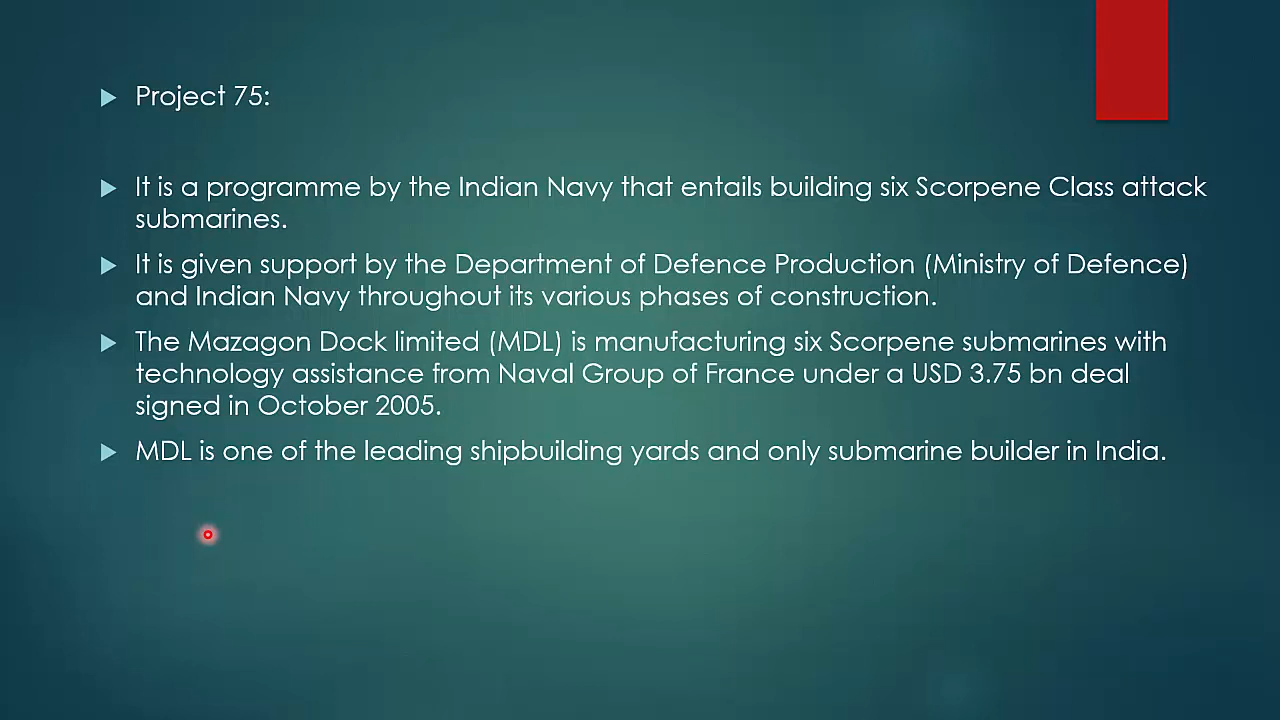 Project 75:
It is a programme by the Indian Navy that entails building six Scorpene Class attack
submarines.
It is given support by the Department of Defence Production (Ministry of Defence)
and Indian Navy throughout its various phases of construction.
The Mazagon Dock limited (MDL) is manufacturing six Scorpene submarines with
technology assistance from Naval Group of France under a USD 3.75 bn deal
signed in October 2005.
MDL is one of the leading shipbuilding yards and only submarine builder in India.